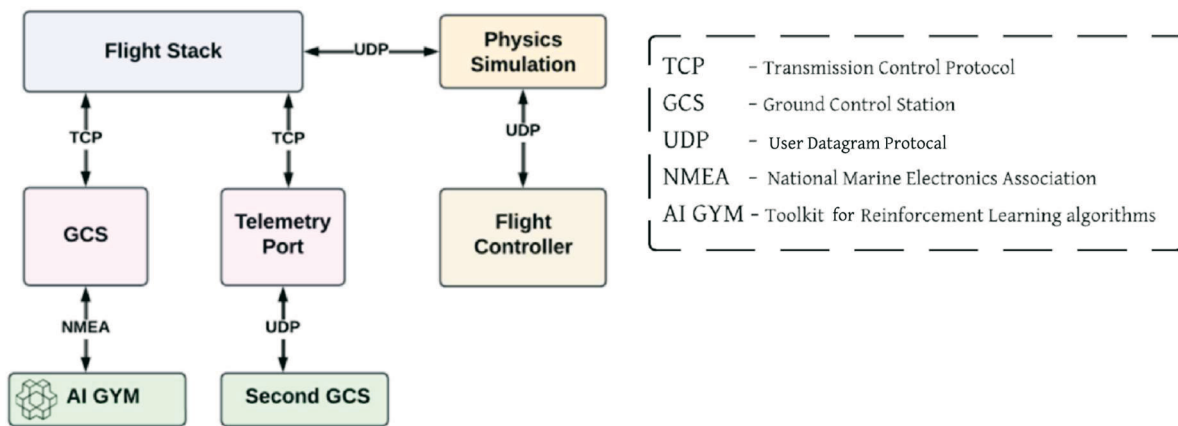 Flight Stack
UDP
Physics
Simulation
TCP
TCP
UDP
GCS
Telemetry
Port
Flight
Controller
NMEA
UDP
AI GYM
Second GCS
TCP - Transmission Control Protocol
GCS - Ground Control Station
UDP - User Datagram Protocal
NMEA - National Marine Electronics Association
AI GYM - Toolkit for Reinforcement Learning algorithms